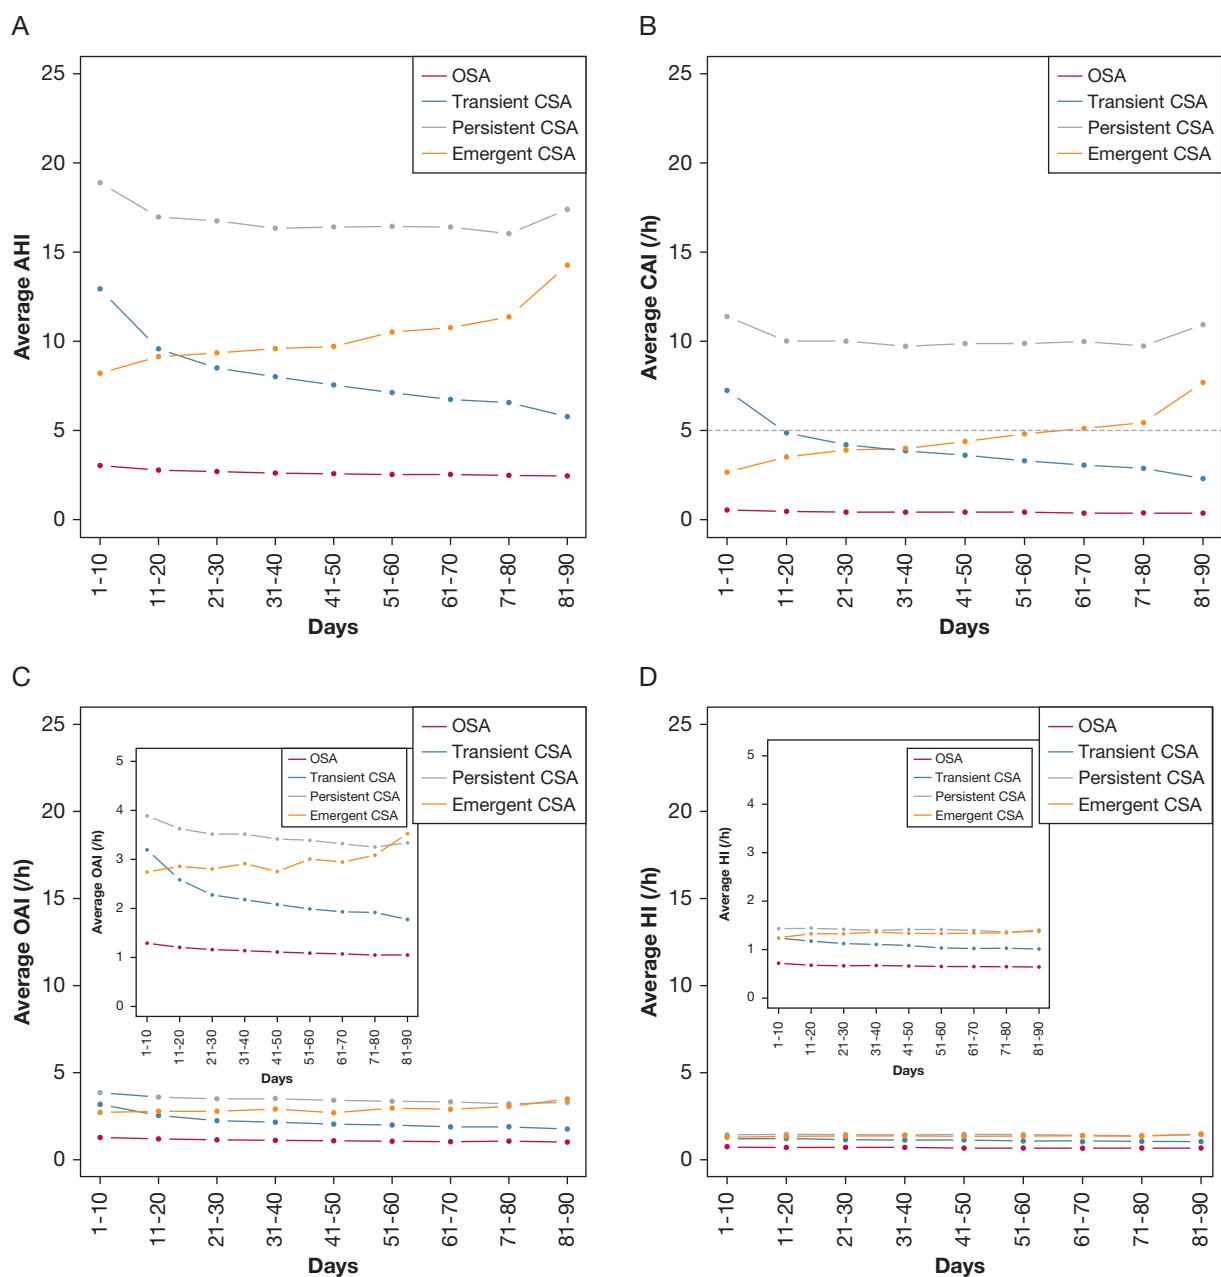 A
Average AHI
25
20
15
10
5
0
OSA
Transient CSA
Persistent CSA
Emergent CSA
1-10
11-20
21-30
31-40
41-50
51-60
61-70
71-80
81-90
Days
B
Average CAI (/h)
25
20
15
10
5
0
OSA
Transient CSA
Persistent CSA
Emergent CSA
1-10
11-20
21-30
31-40
41-50
51-60
61-70
71-80
81-90
Days
C
Average OAI (/h)
25
20
15
10
5
0
OSA
Transient CSA
Persistent CSA
Emergent CSA
Average OAI (/h)
5
4
3
2
1
0
OSA
Transient CSA
Persistent CSA
Emergent CSA
1-10
11-20
21-30
31-40
41-50
51-60
61-70
71-80
81-90
Days
1-10
11-20
21-30
31-40
41-50
51-60
61-70
71-80
81-90
Days
D
Average HI (/h)
25
20
15
10
5
0
OSA
Transient CSA
Persistent CSA
Emergent CSA
Average HI (/h)
5
4
3
2
1
0
OSA
Transient CSA
Persistent CSA
Emergent CSA
1-10
11-20
21-30
31-40
41-50
51-60
61-70
71-80
81-90
Days
1-10
11-20
21-30
31-40
41-50
51-60
61-70
71-80
81-90
Days